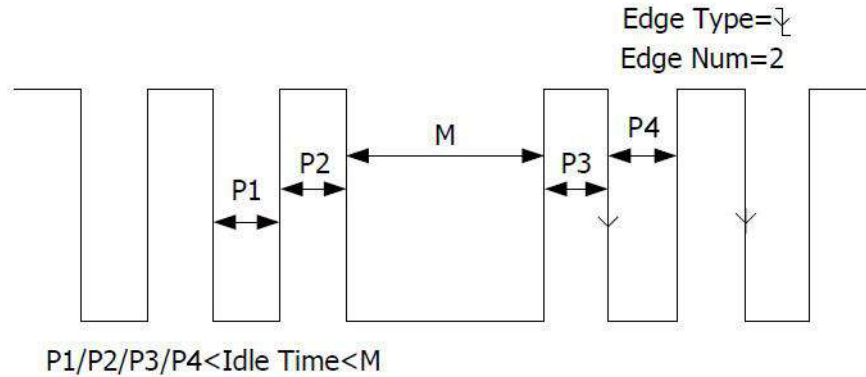 Edge Type=
Edge Num=2
M
P4
P2
P3
P1
P1/P2/P3/P4<Idle Time<M